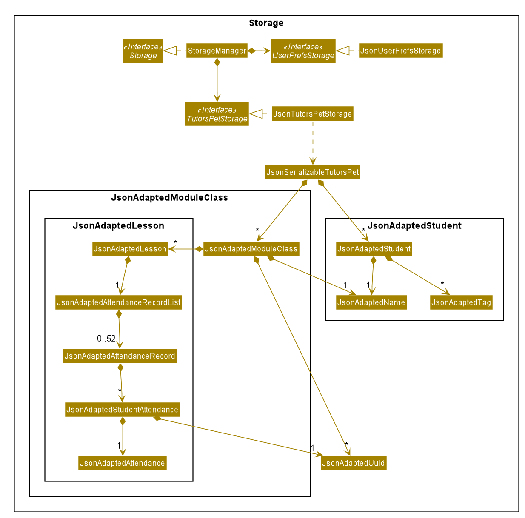 Storage
«Interface»
Storage
StorageManager
«Interface»
UserPrefsStorage
JsonUserPrefsStorage
«Interface»
TutorsPetStorage
JsonTutorsPetStorage
JsonSerializableTutorsPet
JsonAdaptedModuleClass
JsonAdaptedLesson
JsonAdaptedStudent
*
*
JsonAdaptedLesson
*
JsonAdaptedModuleClass
JsonAdaptedStudent
1
1
1
*
JsonAdaptedAttendanceRecordList
JsonAdaptedName
JsonAdaptedTag
0..52
JsonAdaptedAttendanceRecord
*
JsonAdaptedStudentAttendance
1
1
*
JsonAdaptedAttendance
JsonAdaptedUuid